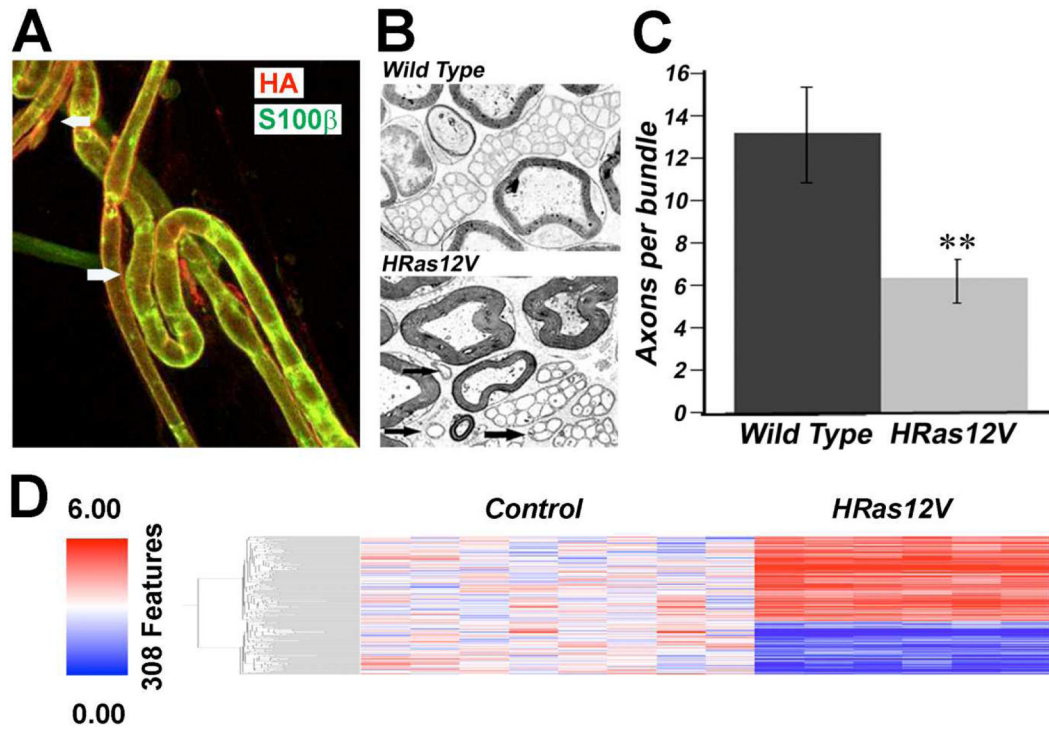 A
HA
S100β
B
Wild Type
HRas12V
C
Axons per bundle
16
14
12
10
8
6
4
2
0
**
Wild Type HRas12V
D
6.00
0.00
308 Features
Control HRas12V